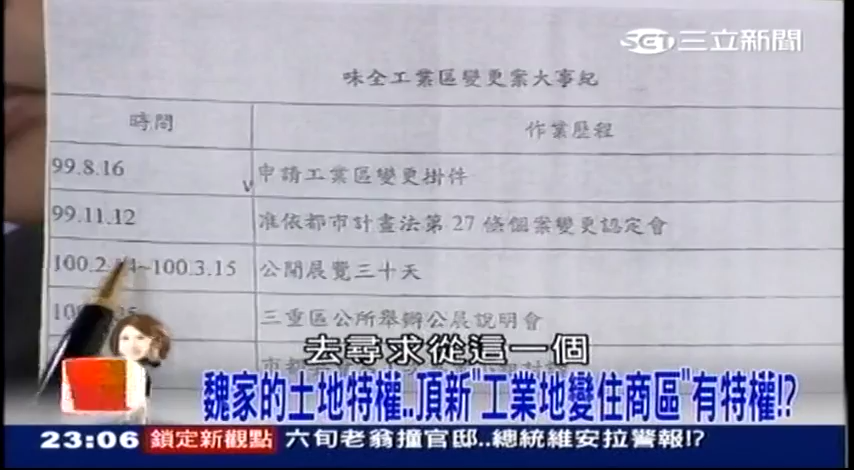 SET三立新聞
味全工業區變更案大事紀
時間 作業歷程
99.8.16 申請工業區變更掛件
99.11.12 准依都市計畫法第 27 條個案變更認定會
100.2. ~100.3.15 公開展覽三十天
三重區公所舉辦公展說明會
去尋求從這一個
魏家的土地特權..頂新"工業地變住商區"有特權!?
23:06 鎖定新觀點 六旬老翁撞官邸..總統維安拉警報!?